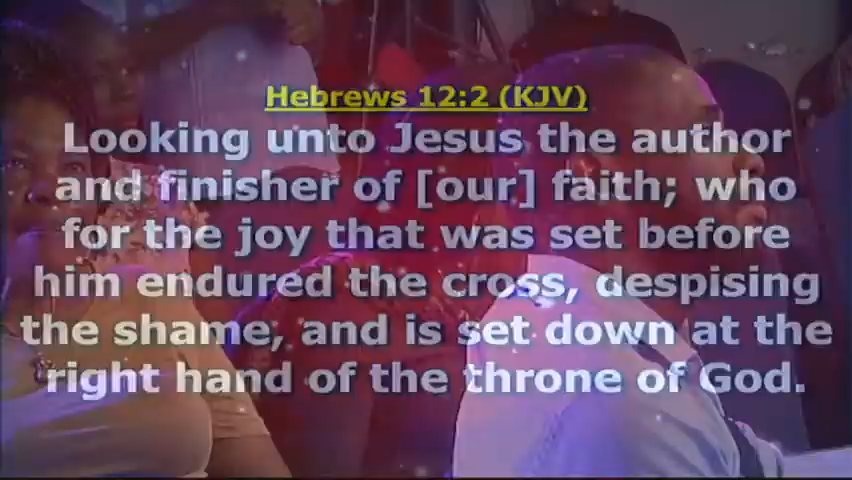 Hebrews 12:2 (KJV)
Looking unto Jesus the author
and finisher of [our] faith; who
for the joy that was set before
him endured the cross, despising
the shame, and is set down at the
right hand of the throne of God.